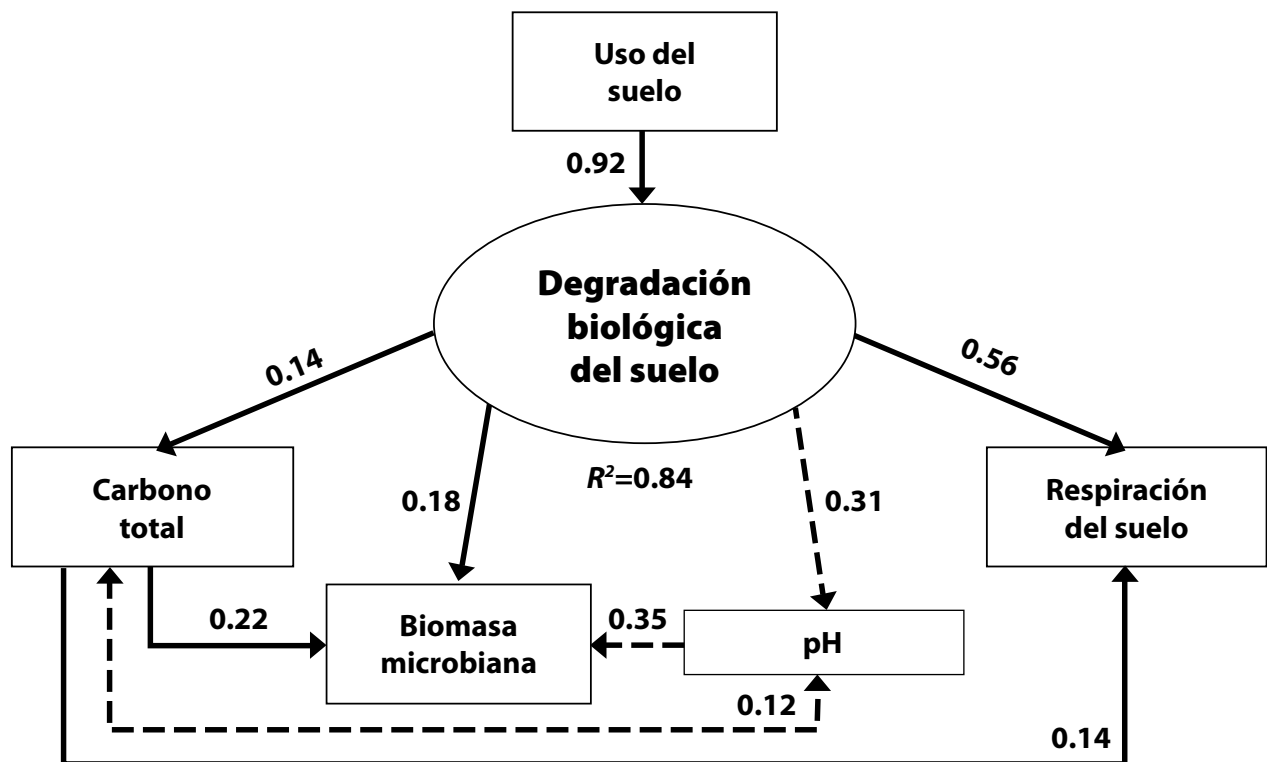 Uso del
suelo
0.92
Degradación
biológica
del suelo
0.14
0.56
R²=0.84
0.18
0.31
Carbono
total
Respiración
del suelo
0.22
Biomasa
microbiana
0.35
pH
0.12
0.14